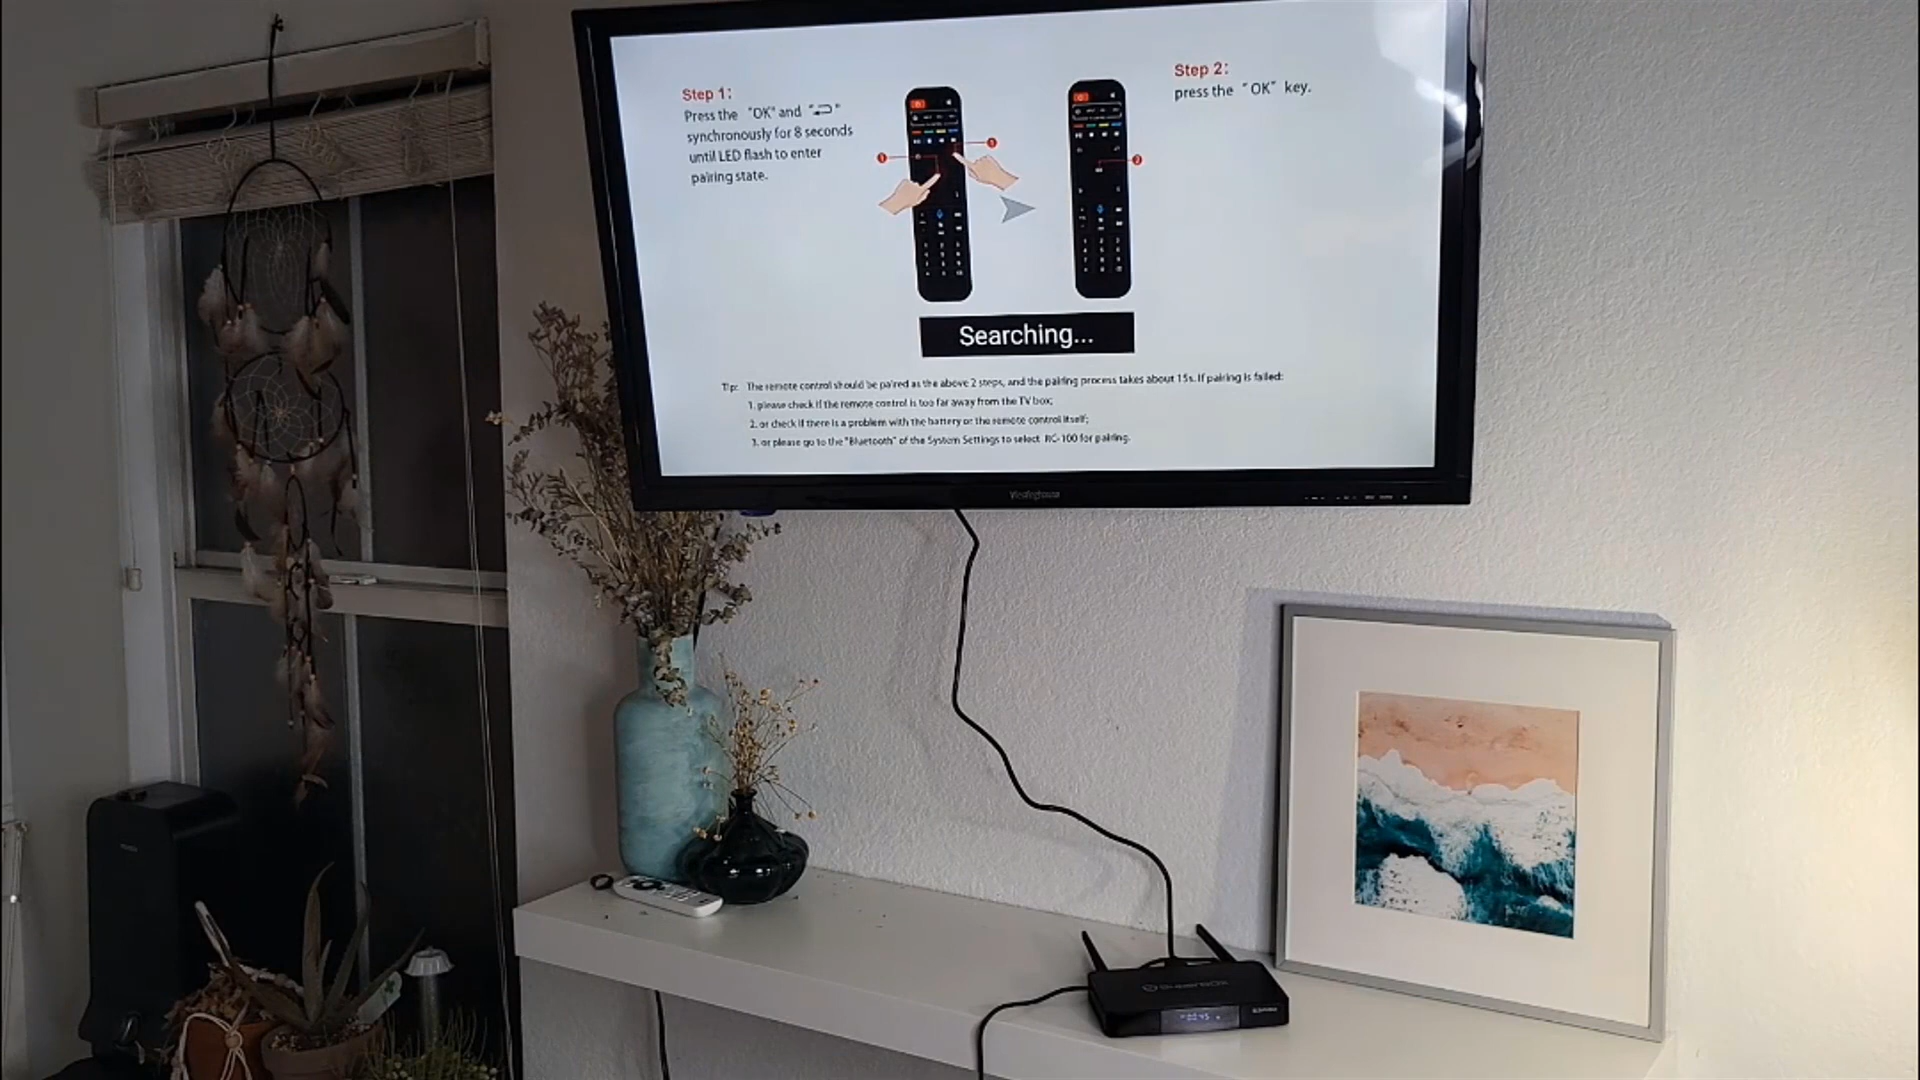 Step 1:
Press the "OK" and "⮌"
synchronously for 8 seconds
until LED flash to enter
pairing state.
Step 2:
press the "OK" key.
1
1
2
Searching...
Tip: The remote control should be paired as the above 2 steps, and the pairing process takes about 15s. If pairing is failed:
1. please check if the remote control is too far away from the TV box;
2. or check if there is a problem with the battery or the remote control itself;
3. or please go to the "Bluetooth" of the System Settings to select RC-100 for pairing.
Westinghouse
SUPERBOX